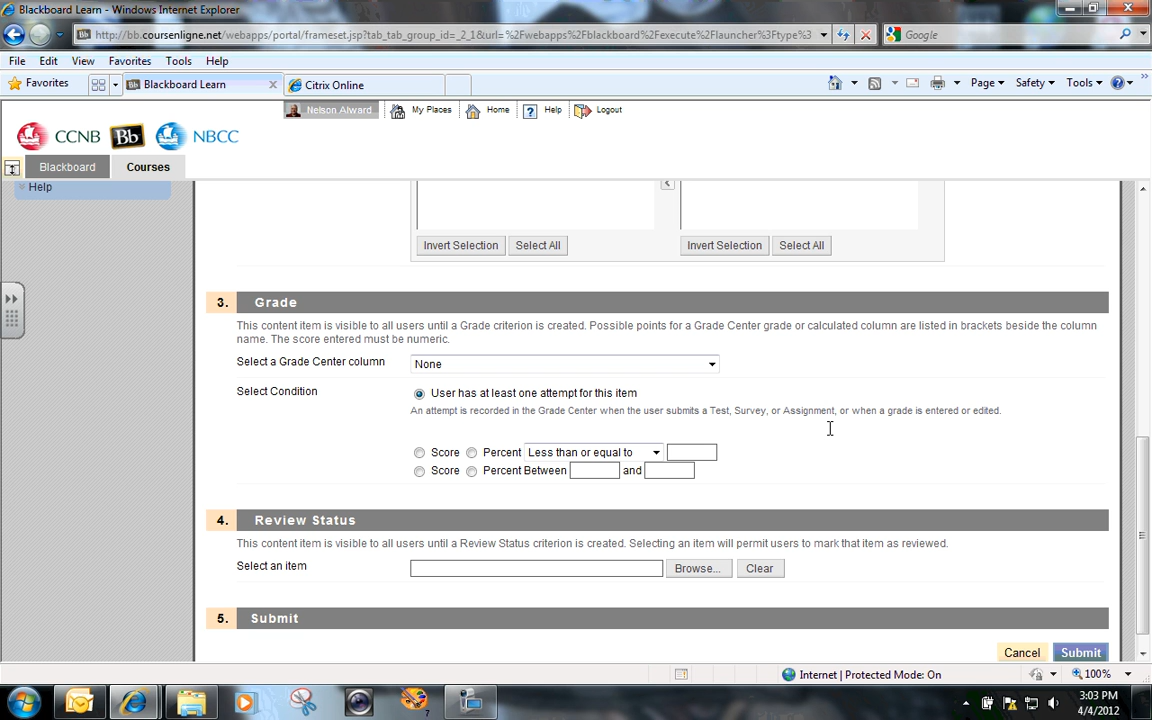 Blackboard Learn - Windows Internet Explorer
http://bb.coursenligne.net/webapps/portal/frameset.jsp?tab_tab_group_id=_2_1&url=%2Fwebapps%2Fblackboard%2Fexecute%2Flauncher%3Ftype%3
Google
File Edit View Favorites Tools Help
Favorites
Blackboard Learn
Citrix Online
Page Safety Tools
Nelson Alward My Places Home ? Help Logout
CCNB Bb NBCC
Blackboard Courses
Help
Invert Selection Select All Invert Selection Select All
3. Grade
This content item is visible to all users until a Grade criterion is created. Possible points for a Grade Center grade or calculated column are listed in brackets beside the column
name. The score entered must be numeric.
Select a Grade Center column None
Select Condition User has at least one attempt for this item
An attempt is recorded in the Grade Center when the user submits a Test, Survey, or Assignment, or when a grade is entered or edited.
Score Percent Less than or equal to
Score Percent Between and
4. Review Status
This content item is visible to all users until a Review Status criterion is created. Selecting an item will permit users to mark that item as reviewed.
Select an item Browse... Clear
5. Submit
Cancel Submit
Internet | Protected Mode: On 100%
3:03 PM
4/4/2012